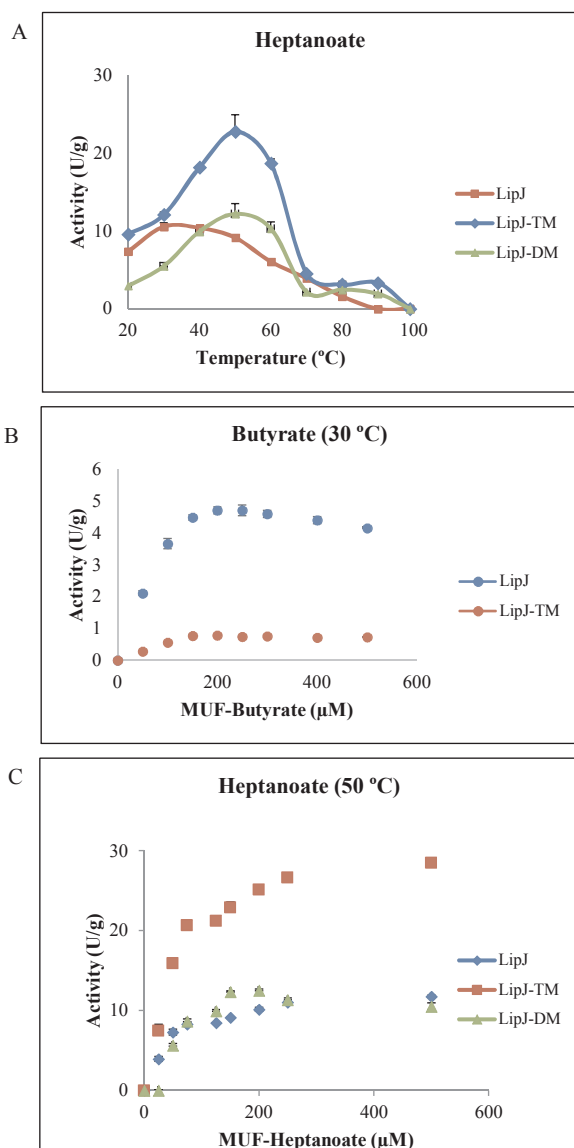 A
Heptanoate
30
20
10
0
20
40
60
80
100
Activity (U/g)
Temperature (ºC)
LipJ
LipJ-TM
LipJ-DM
B
Butyrate (30 ºC)
6
5
4
3
2
1
0
0
200
400
600
Activity (U/g)
MUF-Butyrate (µM)
LipJ
LipJ-TM
C
Heptanoate (50 ºC)
30
20
10
0
0
200
400
600
Activity (U/g)
MUF-Heptanoate (µM)
LipJ
LipJ-TM
LipJ-DM